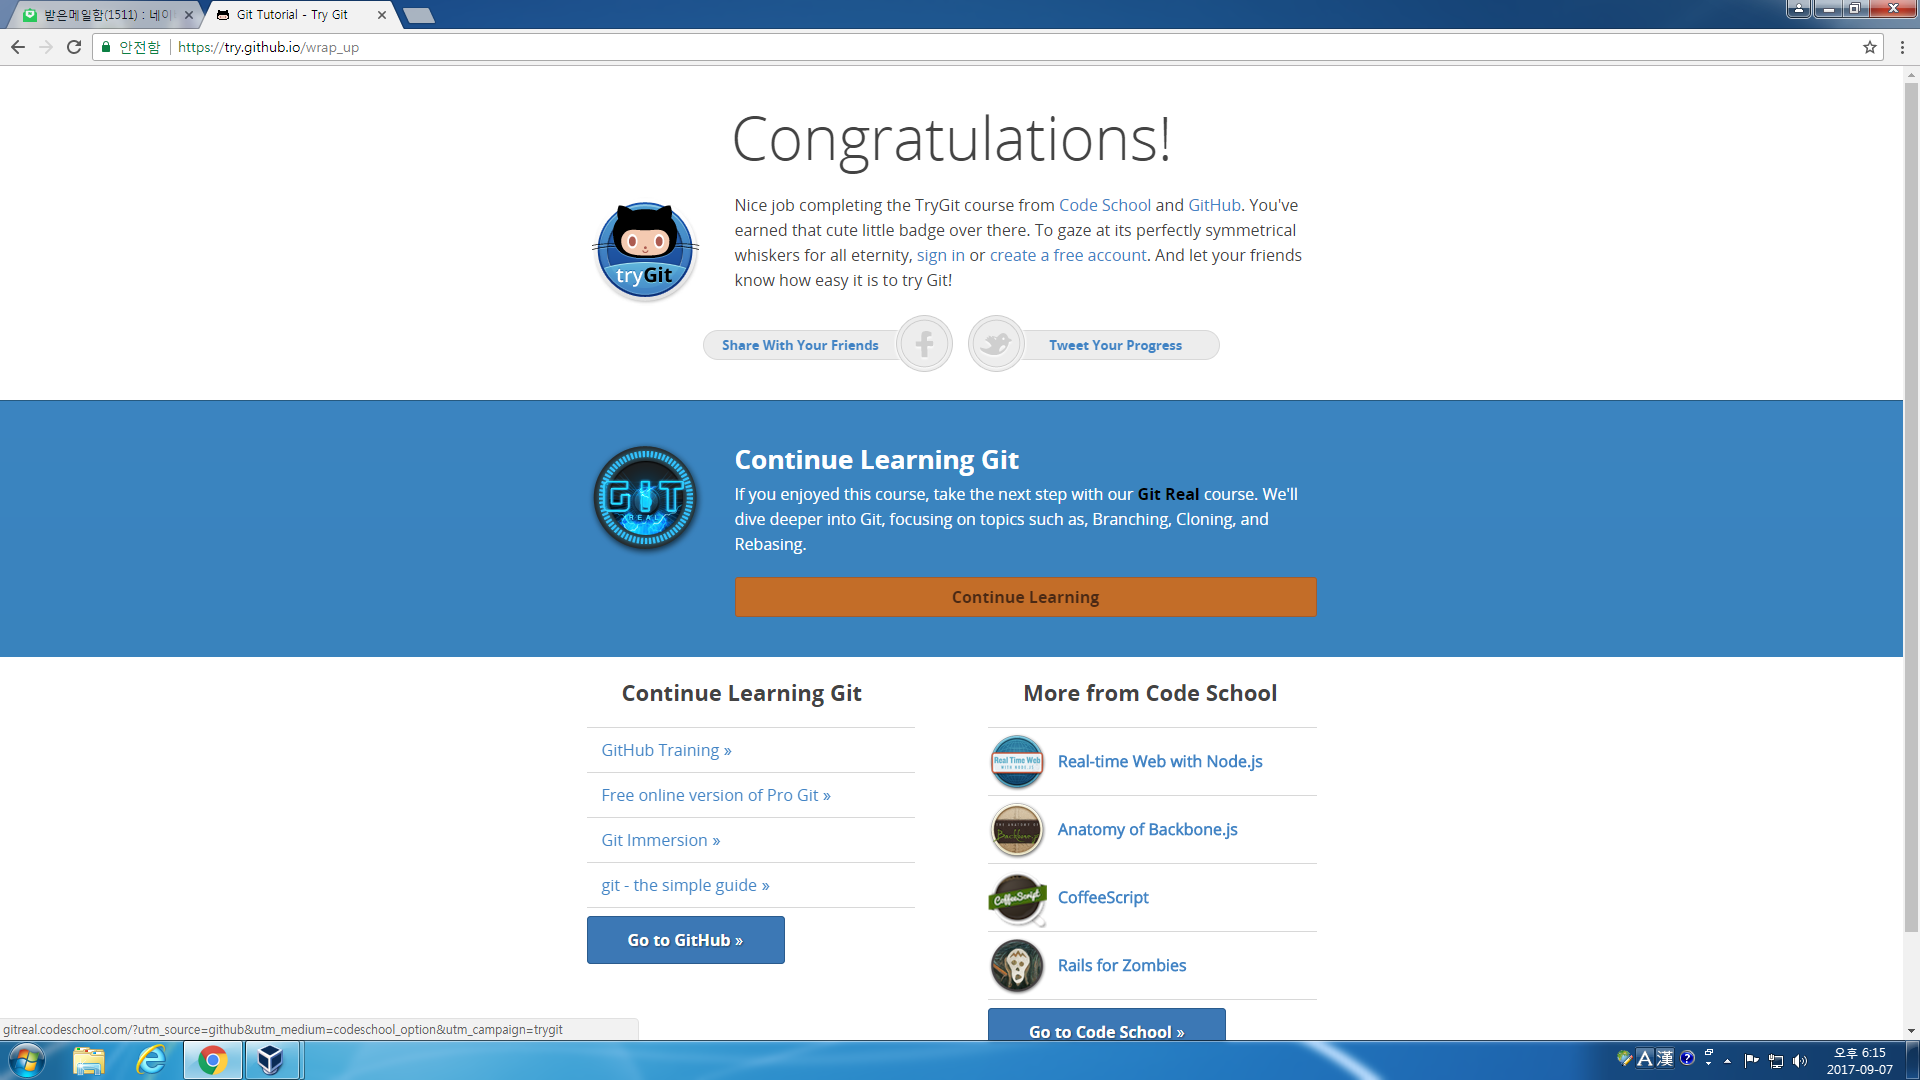 받은메일함(1511) : 네이
Git Tutorial - Try Git
안전함
https://try.github.io/wrap_up
Congratulations!
tryGit
Nice job completing the TryGit course from Code School and GitHub. You've
earned that cute little badge over there. To gaze at its perfectly symmetrical
whiskers for all eternity, sign in or create a free account. And let your friends
know how easy it is to try Git!
Share With Your Friends
Tweet Your Progress
GIT
REAL
Continue Learning Git
If you enjoyed this course, take the next step with our Git Real course. We'll
dive deeper into Git, focusing on topics such as, Branching, Cloning, and
Rebasing.
Continue Learning
Continue Learning Git
GitHub Training »
Free online version of Pro Git »
Git Immersion »
git - the simple guide »
Go to GitHub »
More from Code School
Real Time Web
WITH NODE.JS
Real-time Web with Node.js
Anatomy of Backbone.js
CoffeeScript
CoffeeScript
Rails for Zombies
Go to Code School »
gitreal.codeschool.com/?utm_source=github&utm_medium=codeschool_option&utm_campaign=trygit
A 漢
오후 6:15
2017-09-07